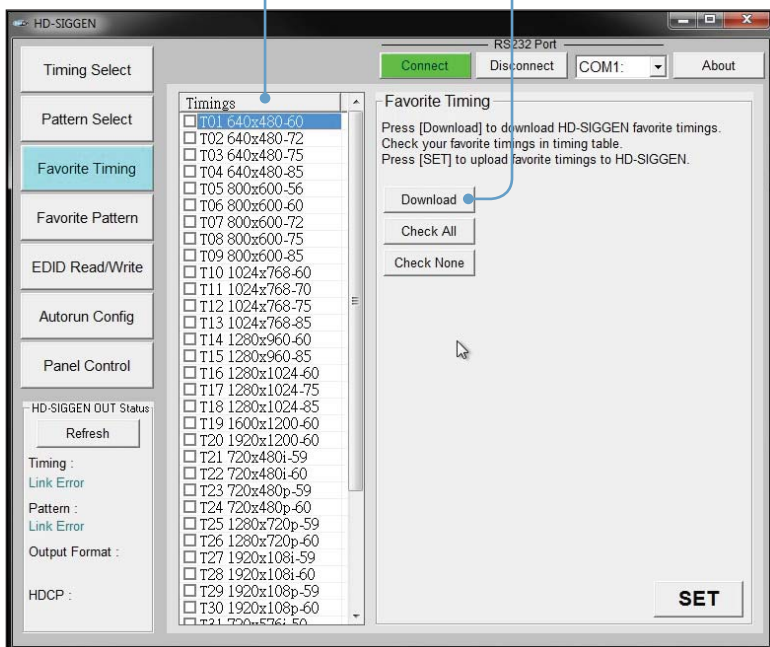 HD-SIGGEN
RS232 Port
Connect
Disconnect
COM1:
About
Timing Select
Pattern Select
Favorite Timing
Favorite Pattern
EDID Read/Write
Autorun Config
Panel Control
HD-SIGGEN OUT Status
Refresh
Timing :
Link Error
Pattern :
Link Error
Output Format :
HDCP :
Timings
T01 640x480-60
T02 640x480-72
T03 640x480-75
T04 640x480-85
T05 800x600-56
T06 800x600-60
T07 800x600-72
T08 800x600-75
T09 800x600-85
T10 1024x768-60
T11 1024x768-70
T12 1024x768-75
T13 1024x768-85
T14 1280x960-60
T15 1280x960-85
T16 1280x1024-60
T17 1280x1024-75
T18 1280x1024-85
T19 1600x1200-60
T20 1920x1200-60
T21 720x480i-59
T22 720x480i-60
T23 720x480p-59
T24 720x480p-60
T25 1280x720p-59
T26 1280x720p-60
T27 1920x108i-59
T28 1920x108i-60
T29 1920x108p-59
T30 1920x108p-60
T31 720x576i-50
Favorite Timing
Press [Download] to download HD-SIGGEN favorite timings.
Check your favorite timings in timing table.
Press [SET] to upload favorite timings to HD-SIGGEN.
Download
Check All
Check None
SET